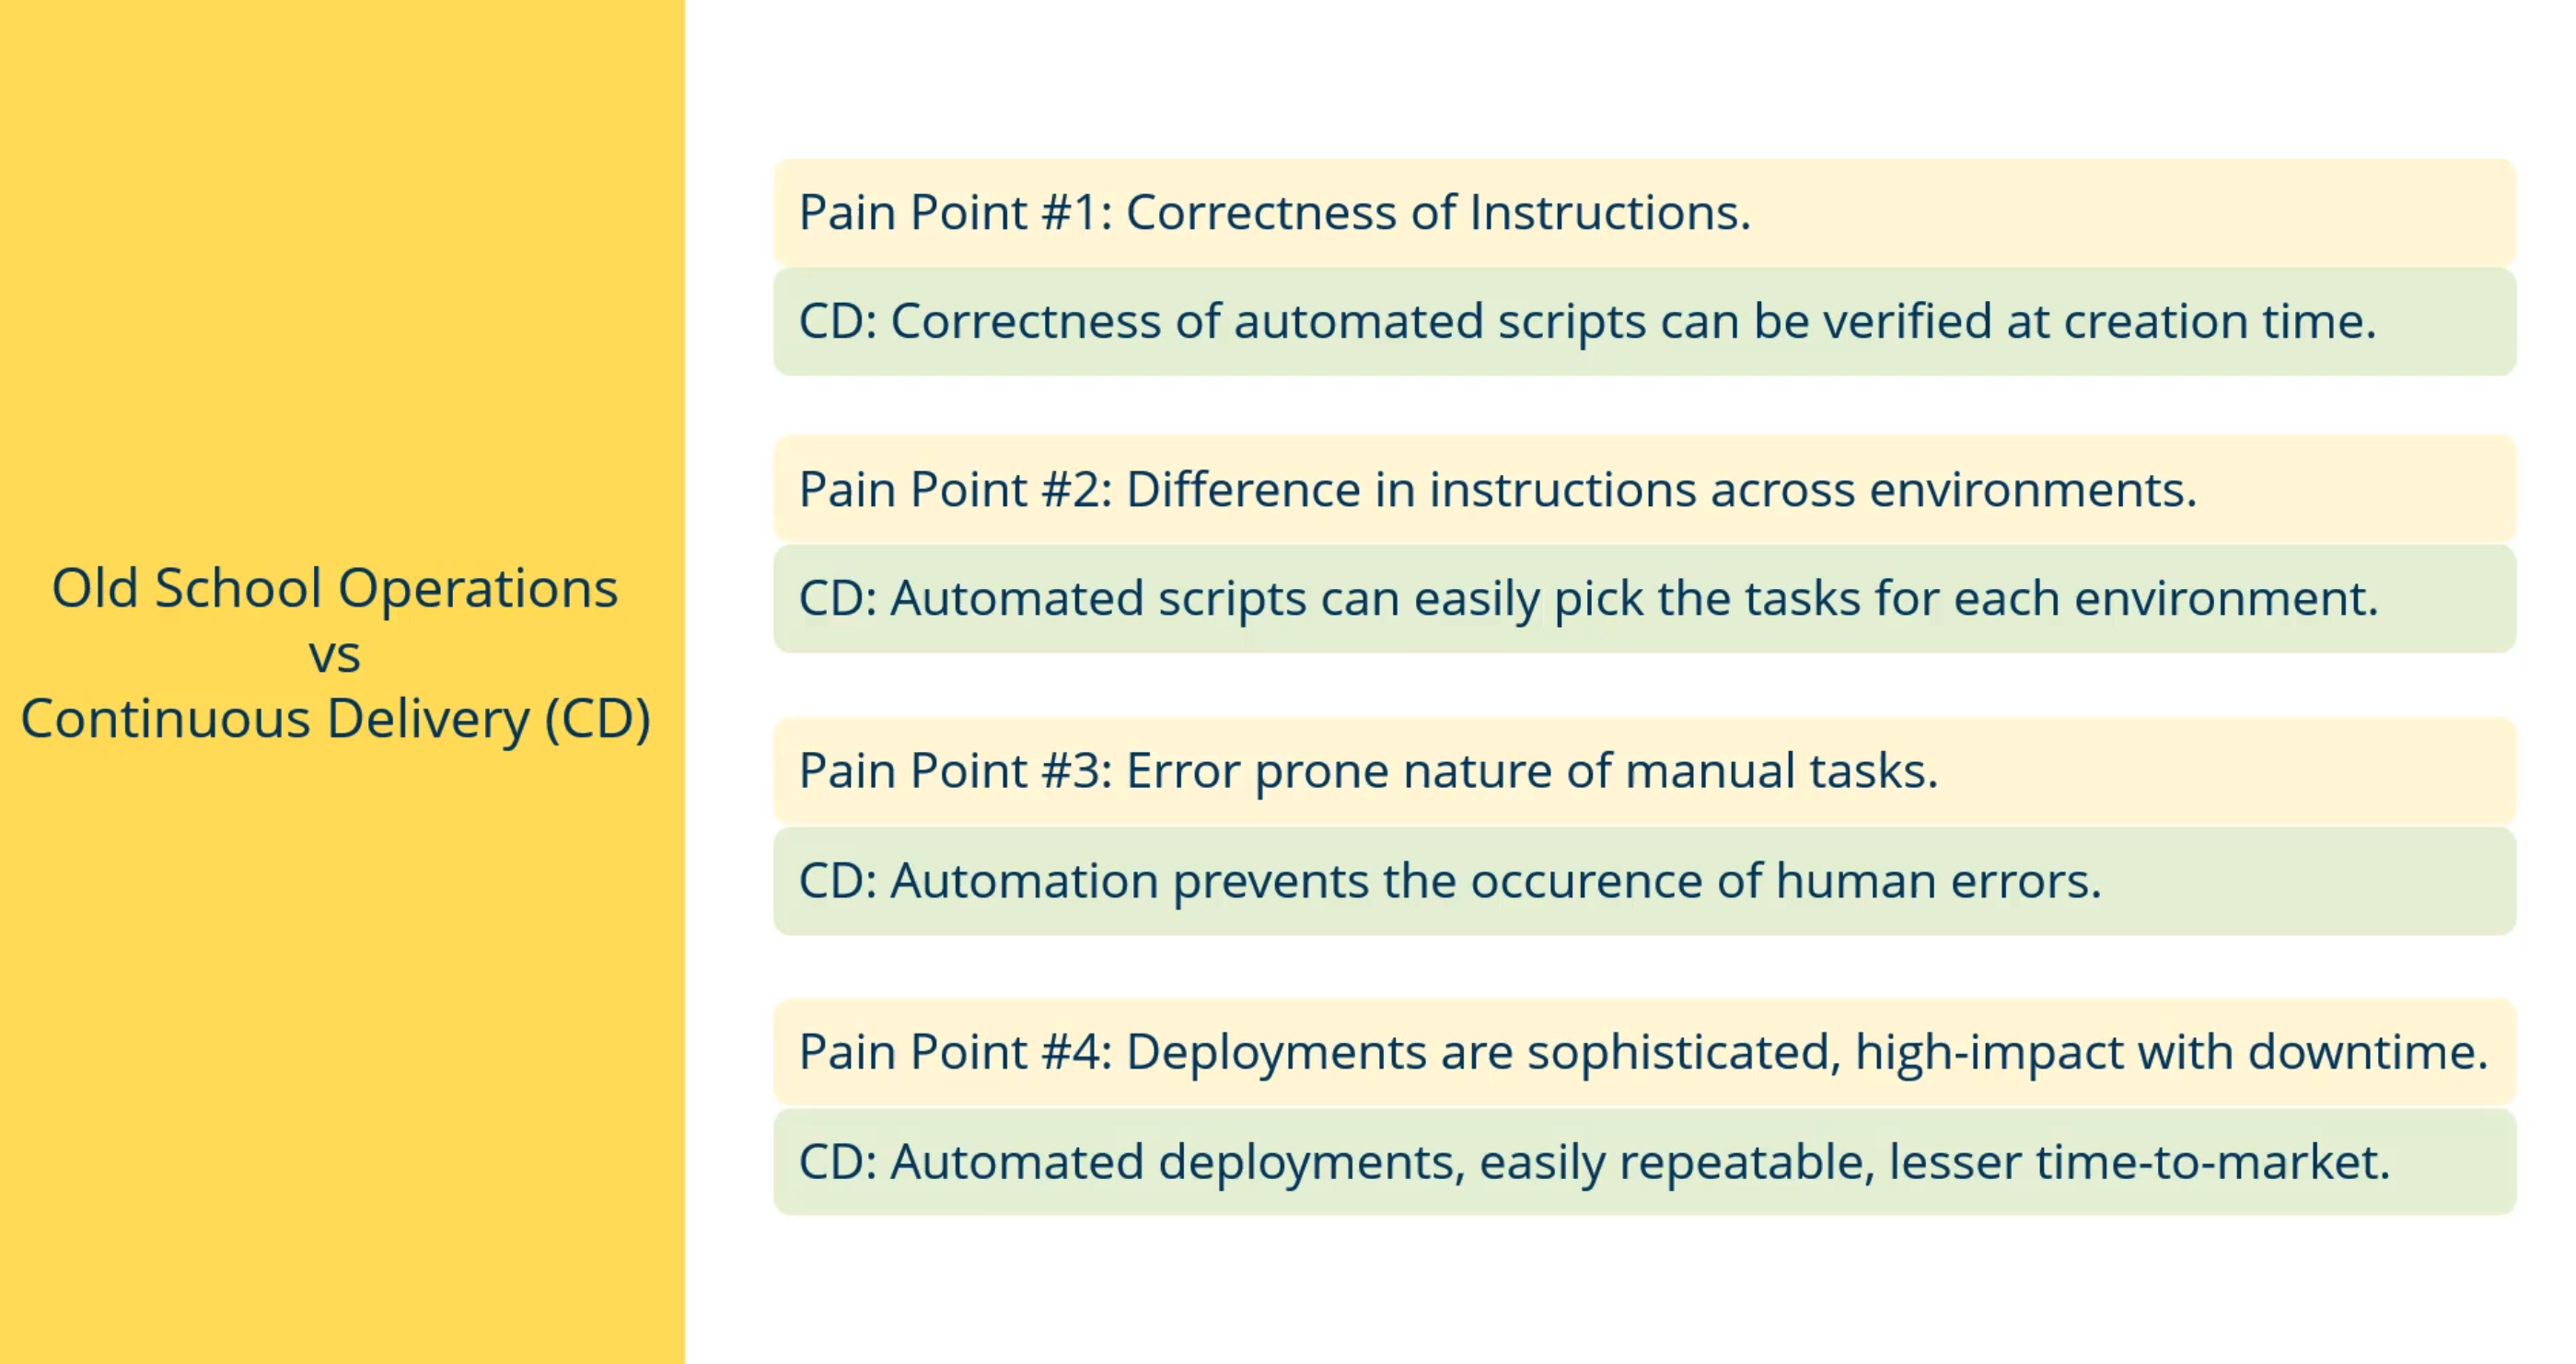 Old School Operations
vs
Continuous Delivery (CD)
Pain Point #1: Correctness of Instructions.
CD: Correctness of automated scripts can be verified at creation time.
Pain Point #2: Difference in instructions across environments.
CD: Automated scripts can easily pick the tasks for each environment.
Pain Point #3: Error prone nature of manual tasks.
CD: Automation prevents the occurence of human errors.
Pain Point #4: Deployments are sophisticated, high-impact with downtime.
CD: Automated deployments, easily repeatable, lesser time-to-market.